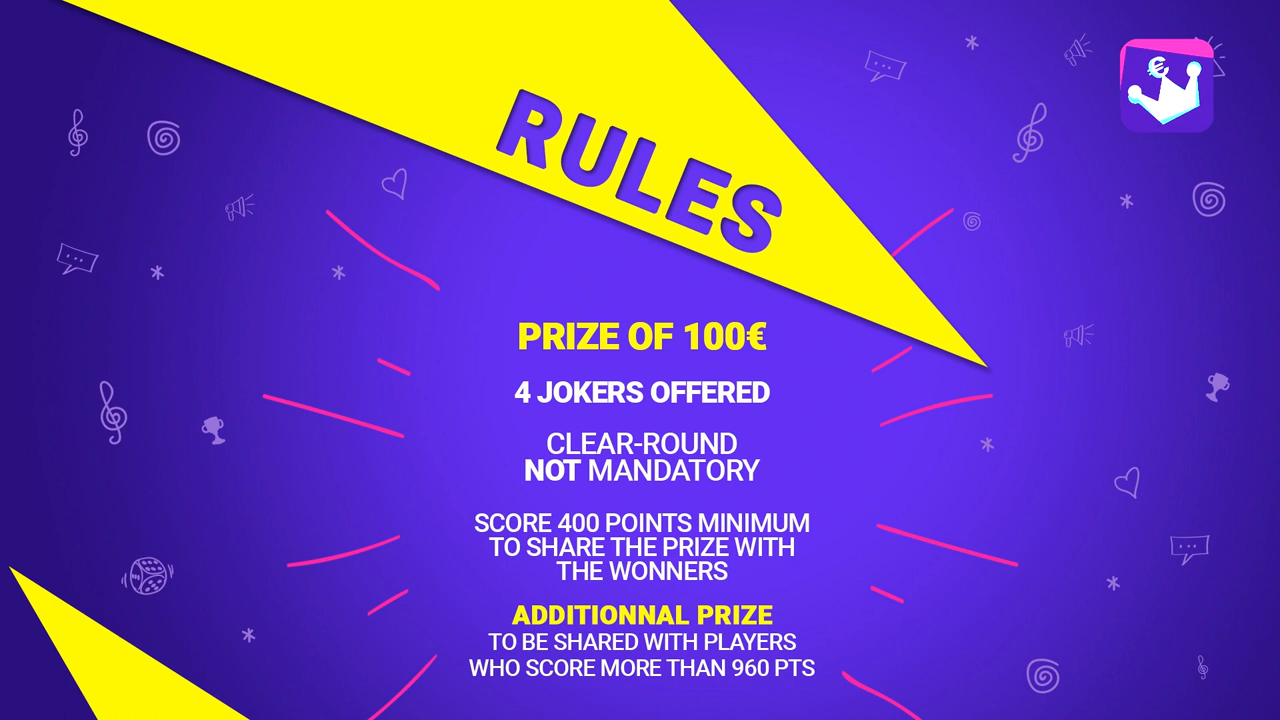 RULES
€
PRIZE OF 100€
4 JOKERS OFFERED
CLEAR-ROUND
NOT MANDATORY
SCORE 400 POINTS MINIMUM
TO SHARE THE PRIZE WITH
THE WONNERS
ADDITIONNAL PRIZE
TO BE SHARED WITH PLAYERS
WHO SCORE MORE THAN 960 PTS